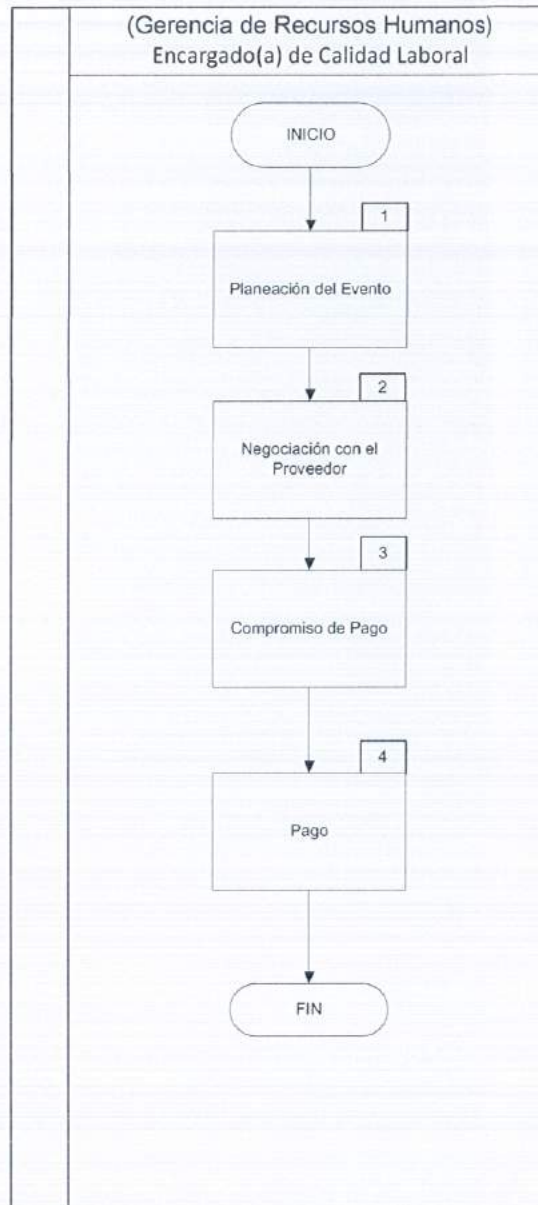 (Gerencia de Recursos Humanos)
Encargado(a) de Calidad Laboral
INICIO
1
Planeación del Evento
2
Negociación con el
Proveedor
3
Compromiso de Pago
4
Pago
FIN